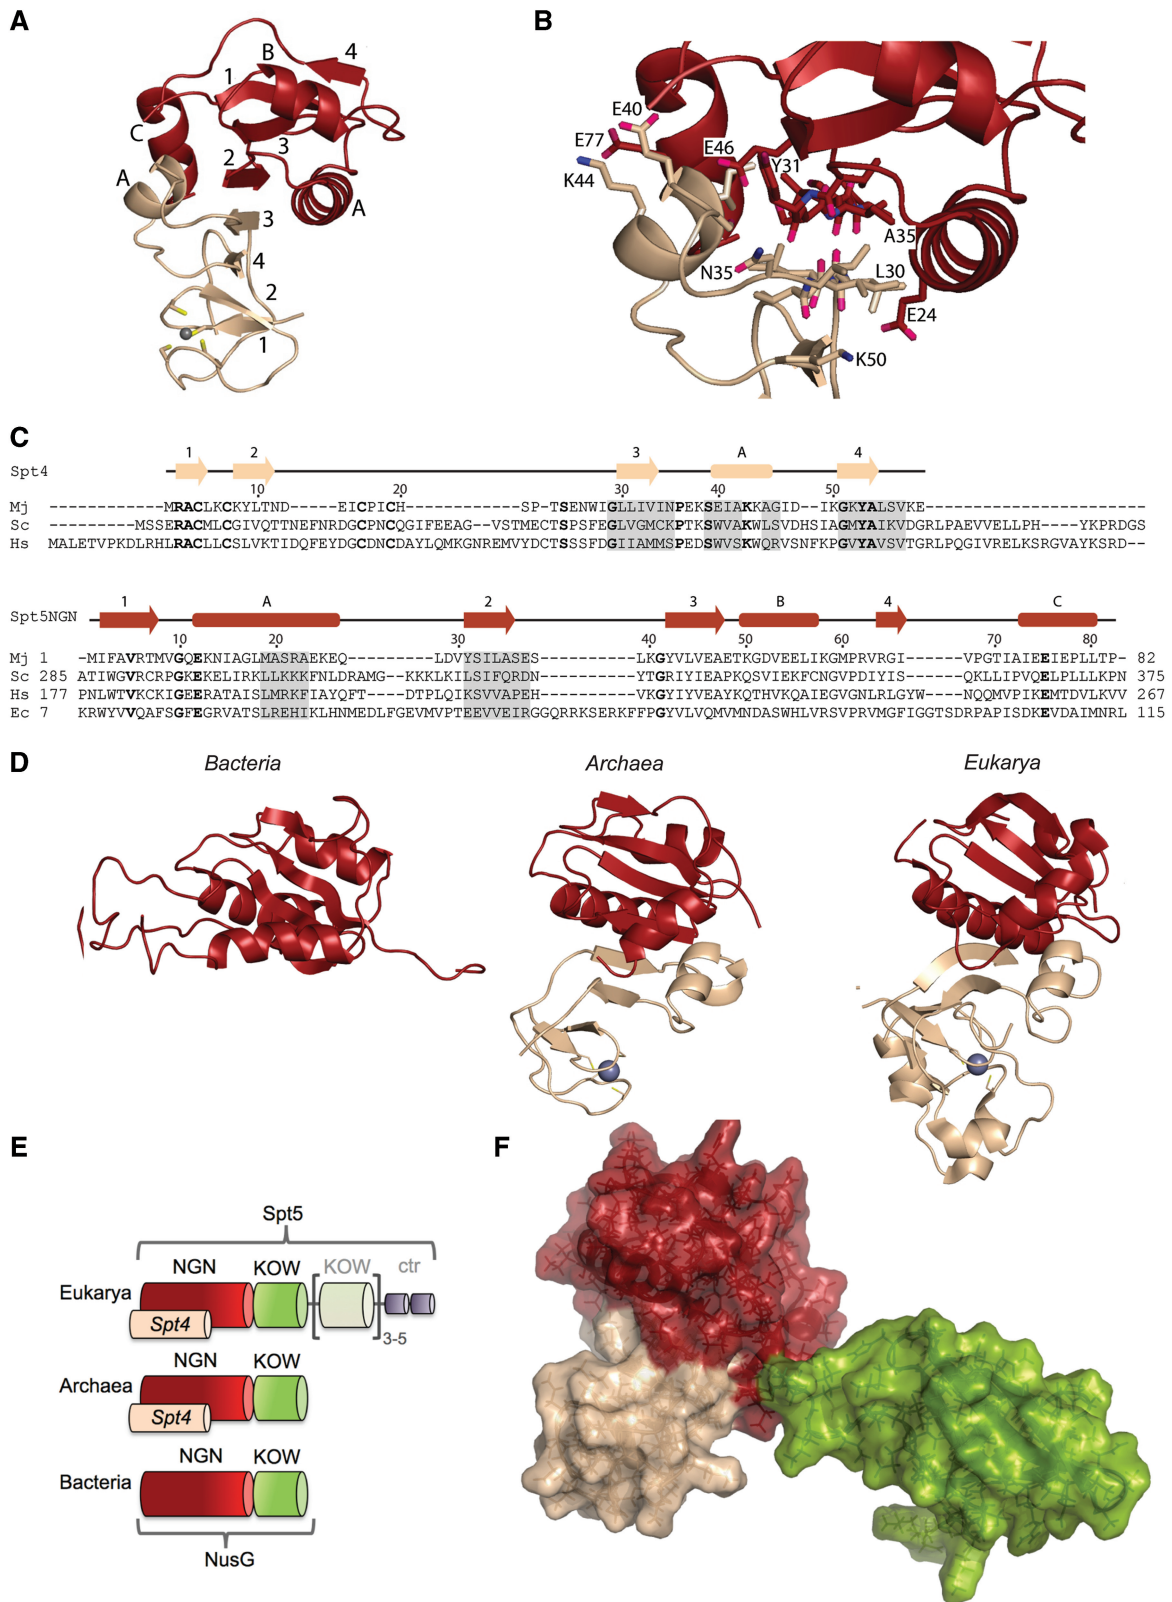 A
B
4
B
1
C
3
2
A
A
3
4
2
1
E40
E77
E46
Y31
K44
A35
N35
L30
E24
K50
C
1 2 3 A 4
Spt4
10 20 30 40 50
Mj ----------------MRACLKCKYLTND------EICPICH---------------SP-TSENWIGLLIVINPEKSEIAKKAGID--IKGKYALSVKE
Sc ----------MSSERACMLCGIVQTTNEFNRDGCPNCQGIFEEAG---VSTMECTSPSFEGLVGMCKPTKSWVAKWLSVDHSIAGMYAIKVDGRLPAEVVELLPH---YKPRDGS
Hs MALETVPKDLRHLRACLLCSLVKTIDQFEYDGCDNCDAYLQMKGNREMVYDCTSSSFDGIIAMMSPEDSWVSKWQRVSNFKPGVYAVSVTGRLPQGIVRELKSRGVAYKSRD--
1 A 2 3 B 4 C
Spt5NGN
10 20 30 40 50 60 70 80
Mj 1 -MIFAVRTMVGQEKNIAGLMASRAEKEQ---------LDVYSILASES----------LKGYVLVEAETKGDVEELIKGMPRVRGI------VPGTIAIEEIEPLLTP- 82
Sc 285 ATIWGVRCRPGKEKELIRKLLKKKFNLDRAMG--KKKLKILSIFQRDN----------YTGRIYIEAPKQSVIEKFCNGVPDIYIS------QKLLIPVQELPLLLKPN 375
Hs 177 PNLWTVKCKIGEERATAISLMRKFIAYQFT-----DTPLQIKSVVAPEH----------VKGYIYVEAYKQTHVKQAIEGVGNLRLGYW-----NQQMVPIKEMTDVLKVV 267
Ec 7 KRWYVVQAFSGFEGRVATSLREHIKLHNMEDLFGEVMVPTEEVVEIRGGQRRKSERKFFPGYVLVQMVMNDASWHLVRSVPRVMGFIGGTSDRPAPISDKEVDAIMNRL 115
D
Bacteria
Archaea
Eukarya
E
F
Spt5
NGN KOW KOW ctr
Eukarya
Spt4
3-5
NGN KOW
Archaea
Spt4
NGN KOW
Bacteria
NusG